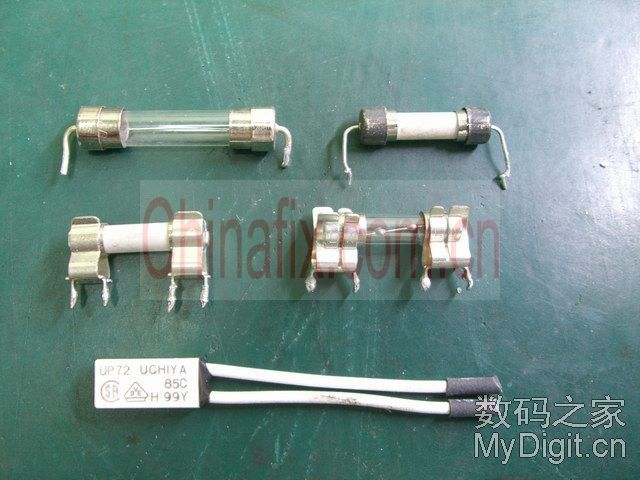 Chinafix.com.cn
UP72 UCHIYA
85C
H 99Y
数码之家
MyDigit.cn